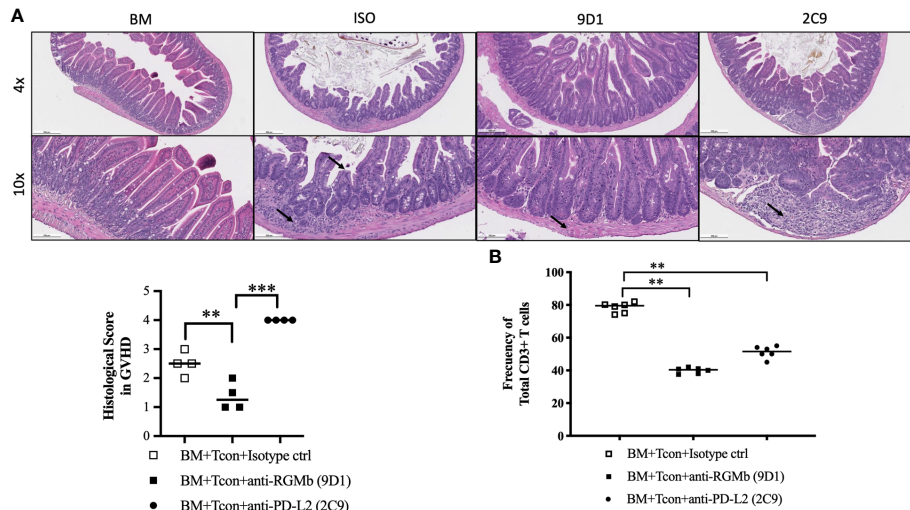 A
BM ISO 9D1 2C9
4x
10x
B
Histological Score
in GVHD
5
4
3
2
1
0
**
***
□ BM+Tcon+Isotype ctrl
■ BM+Tcon+anti-RGMb (9D1)
● BM+Tcon+anti-PD-L2 (2C9)
Frecuency of
Total CD3+ T cells
100
80
60
40
20
0
**
**
□ BM+Tcon+Isotype ctrl
■ BM+Tcon+anti-RGMb (9D1)
● BM+Tcon+anti-PD-L2 (2C9)